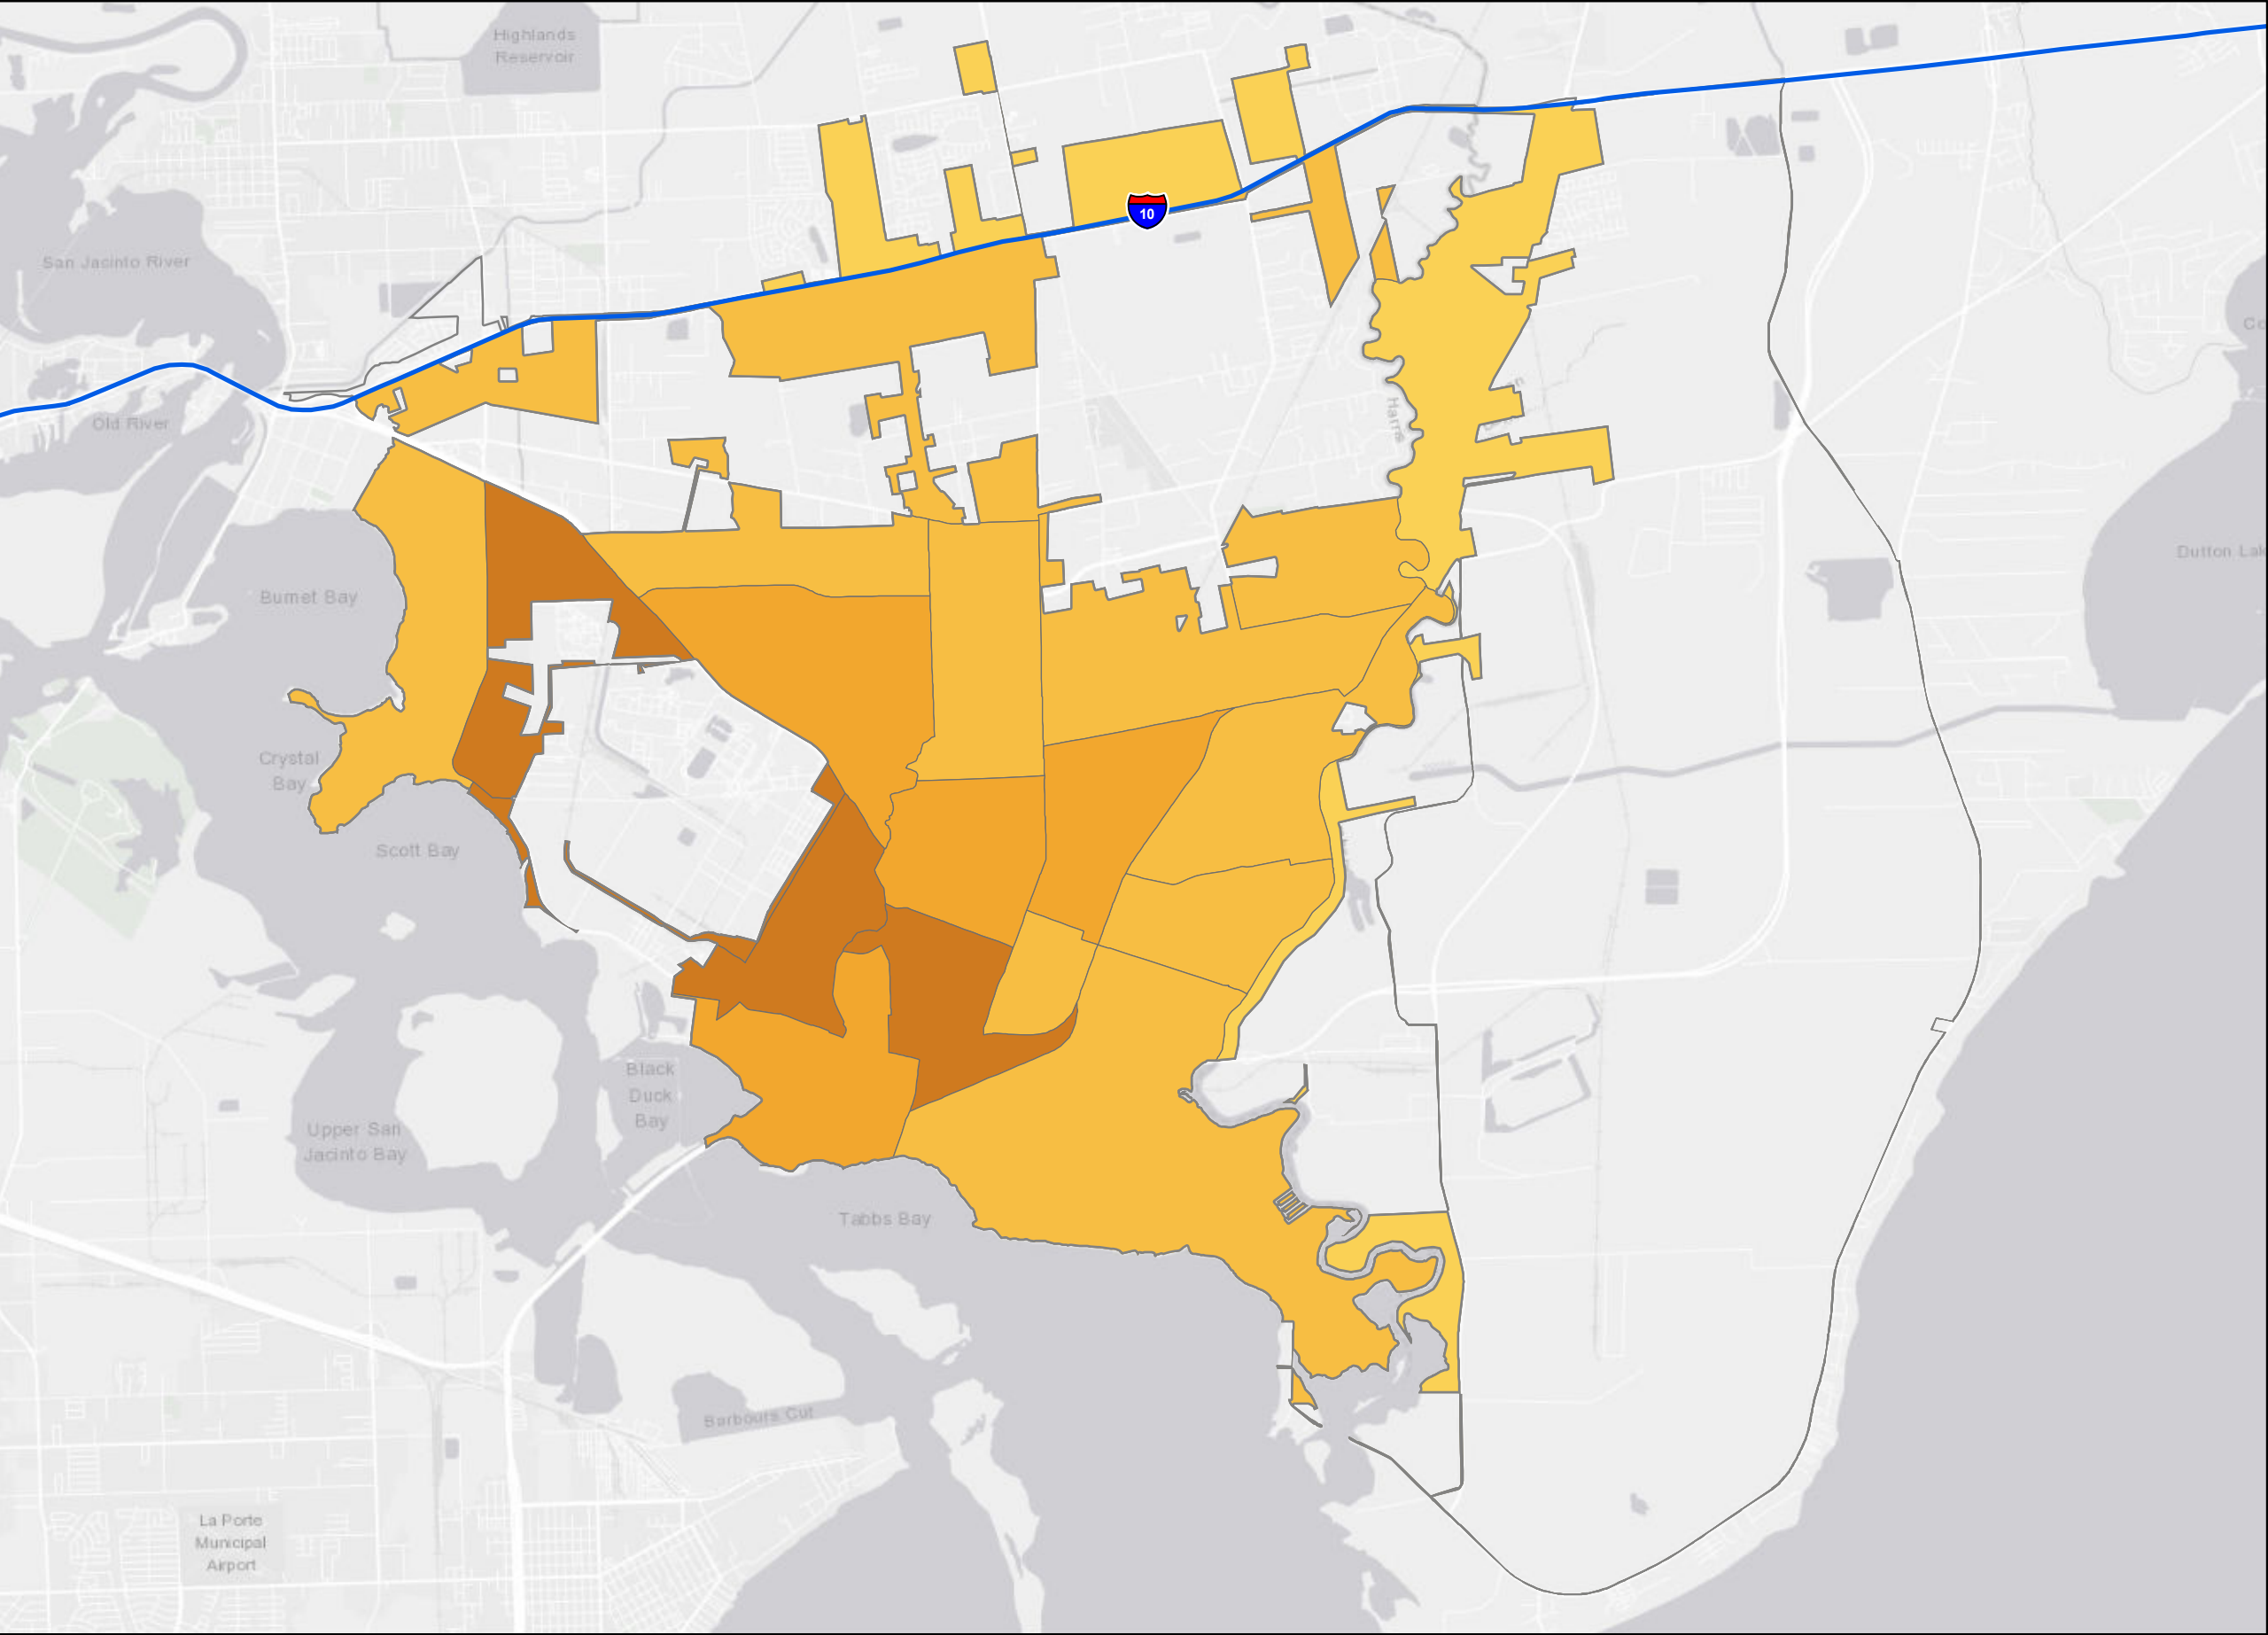 Highlands
Reservoir
10
San Jacinto River
Old River
Harris
Dutton Lak
Burnet Bay
Crystal
Bay
Scott Bay
Black
Duck
Bay
Upper San
Jacinto Bay
Tabbs Bay
Barbours Cut
La Porte
Municipal
Airport